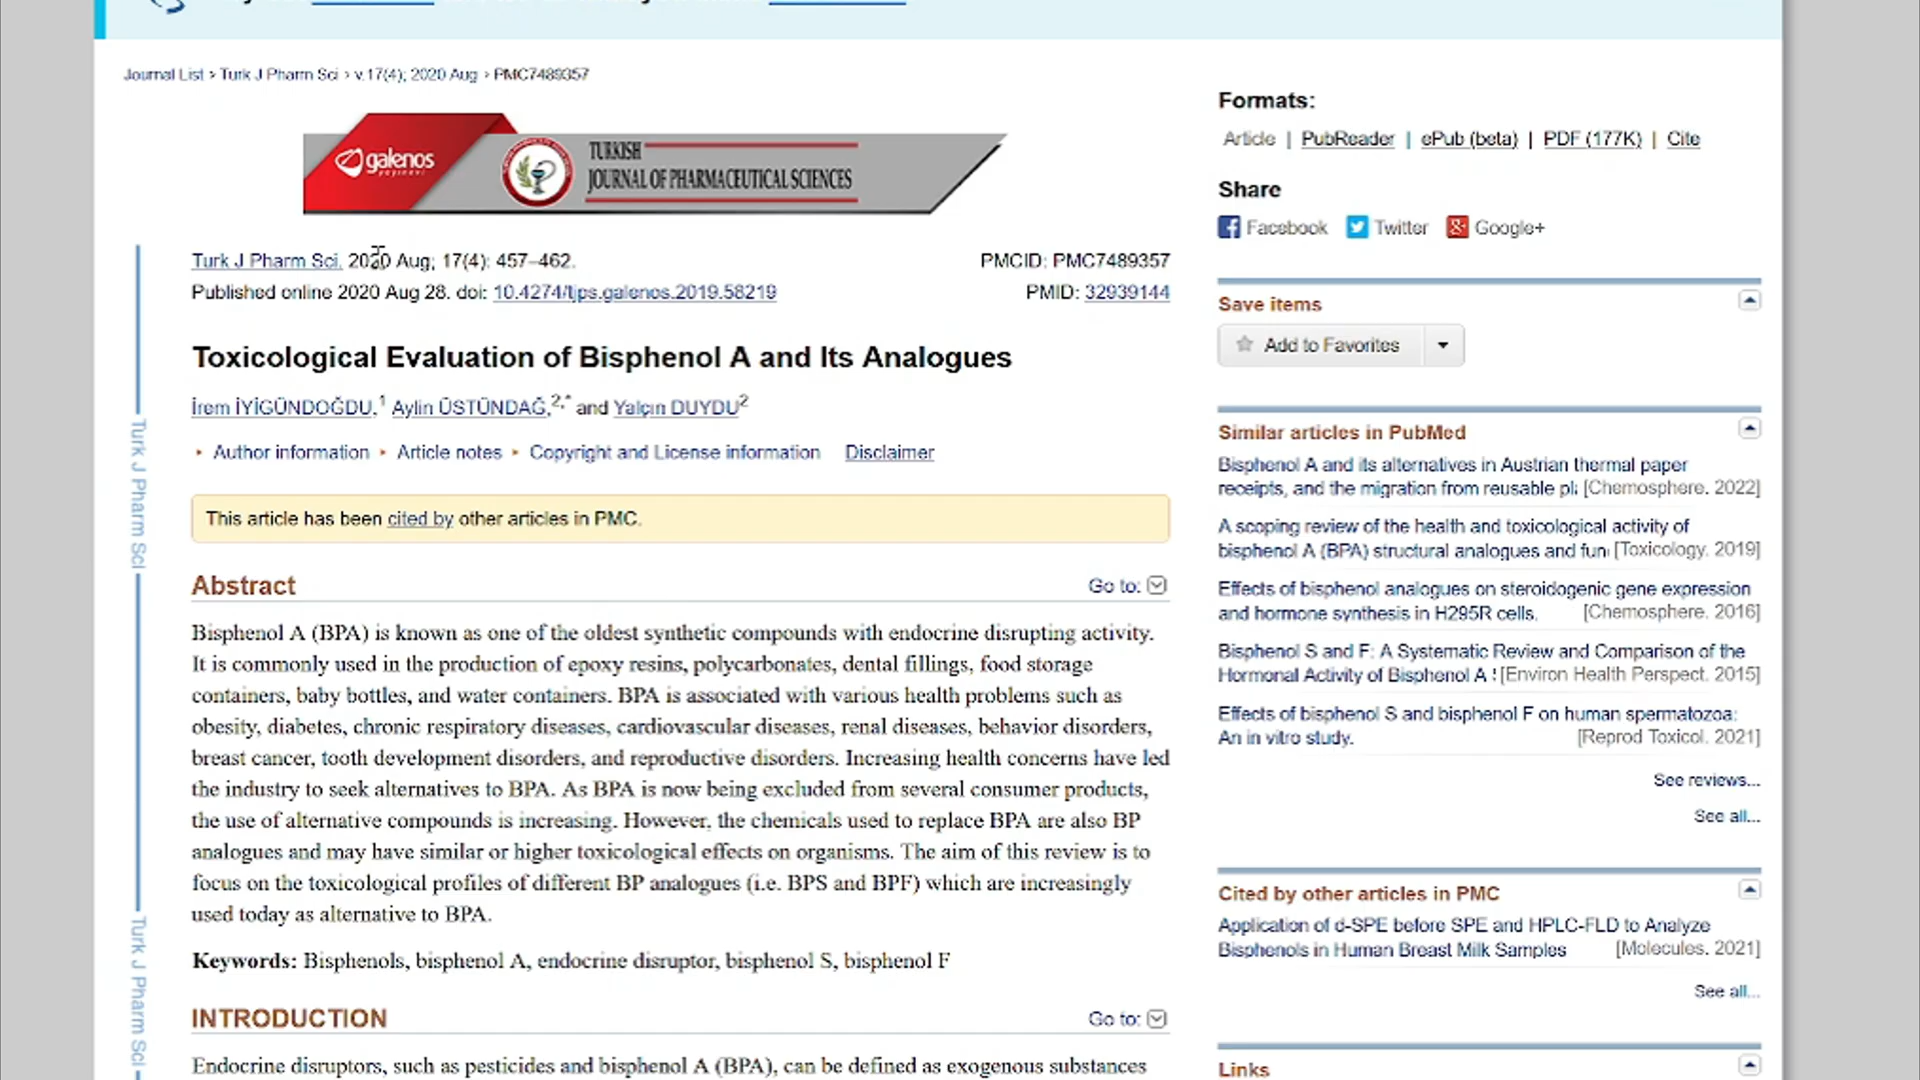 Journal List > Turk J Pharm Sci > v.17(4); 2020 Aug > PMC7489357
galenos
yayınevi
TURKISH
JOURNAL OF PHARMACEUTICAL SCIENCES
Turk J Pharm Sci. 2020 Aug; 17(4): 457–462.
PMCID: PMC7489357
Published online 2020 Aug 28. doi: 10.4274/tjps.galenos.2019.58219
PMID: 32939144
Toxicological Evaluation of Bisphenol A and Its Analogues
İrem İYİGÜNDOĞDU,1 Aylin ÜSTÜNDAĞ,2,* and Yalçın DUYDU2
Author information Article notes Copyright and License information Disclaimer
This article has been cited by other articles in PMC.
Abstract
Go to:
Bisphenol A (BPA) is known as one of the oldest synthetic compounds with endocrine disrupting activity.
It is commonly used in the production of epoxy resins, polycarbonates, dental fillings, food storage
containers, baby bottles, and water containers. BPA is associated with various health problems such as
obesity, diabetes, chronic respiratory diseases, cardiovascular diseases, renal diseases, behavior disorders,
breast cancer, tooth development disorders, and reproductive disorders. Increasing health concerns have led
the industry to seek alternatives to BPA. As BPA is now being excluded from several consumer products,
the use of alternative compounds is increasing. However, the chemicals used to replace BPA are also BP
analogues and may have similar or higher toxicological effects on organisms. The aim of this review is to
focus on the toxicological profiles of different BP analogues (i.e. BPS and BPF) which are increasingly
used today as alternative to BPA.
Keywords: Bisphenols, bisphenol A, endocrine disruptor, bisphenol S, bisphenol F
INTRODUCTION
Go to:
Endocrine disruptors, such as pesticides and bisphenol A (BPA), can be defined as exogenous substances
Turk J Pharm Sci
Turk J Pharm Sci
Formats:
Article | PubReader | ePub (beta) | PDF (177K) | Cite
Share
Facebook Twitter Google+
Save items
Add to Favorites
Similar articles in PubMed
Bisphenol A and its alternatives in Austrian thermal paper
receipts, and the migration from reusable pl [Chemosphere. 2022]
A scoping review of the health and toxicological activity of
bisphenol A (BPA) structural analogues and fun [Toxicology. 2019]
Effects of bisphenol analogues on steroidogenic gene expression
and hormone synthesis in H295R cells. [Chemosphere. 2016]
Bisphenol S and F: A Systematic Review and Comparison of the
Hormonal Activity of Bisphenol A [Environ Health Perspect. 2015]
Effects of bisphenol S and bisphenol F on human spermatozoa:
An in vitro study. [Reprod Toxicol. 2021]
See reviews...
See all...
Cited by other articles in PMC
Application of d-SPE before SPE and HPLC-FLD to Analyze
Bisphenols in Human Breast Milk Samples [Molecules. 2021]
See all...
Links